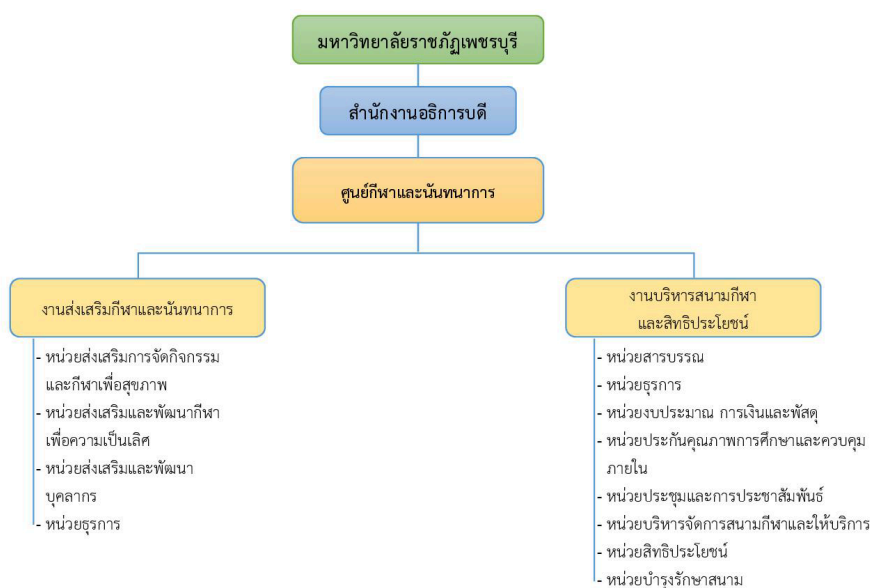 มหาวิทยาลัยราชภัฏเพชรบุรี
สำนักงานอธิการบดี
ศูนย์กีฬาและนันทนาการ
งานส่งเสริมกีฬาและนันทนาการ
- หน่วยส่งเสริมการจัดกิจกรรม
และกีฬาเพื่อสุขภาพ
- หน่วยส่งเสริมและพัฒนากีฬา
เพื่อความเป็นเลิศ
- หน่วยส่งเสริมและพัฒนา
บุคลากร
- หน่วยธุรการ
งานบริหารสนามกีฬา
และสิทธิประโยชน์
- หน่วยสารบรรณ
- หน่วยธุรการ
- หน่วยงบประมาณ การเงินและพัสดุ
- หน่วยประกันคุณภาพการศึกษาและควบคุม
ภายใน
- หน่วยประชุมและการประชาสัมพันธ์
- หน่วยบริหารจัดการสนามกีฬาและให้บริการ
- หน่วยสิทธิประโยชน์
- หน่วยบำรุงรักษาสนาม